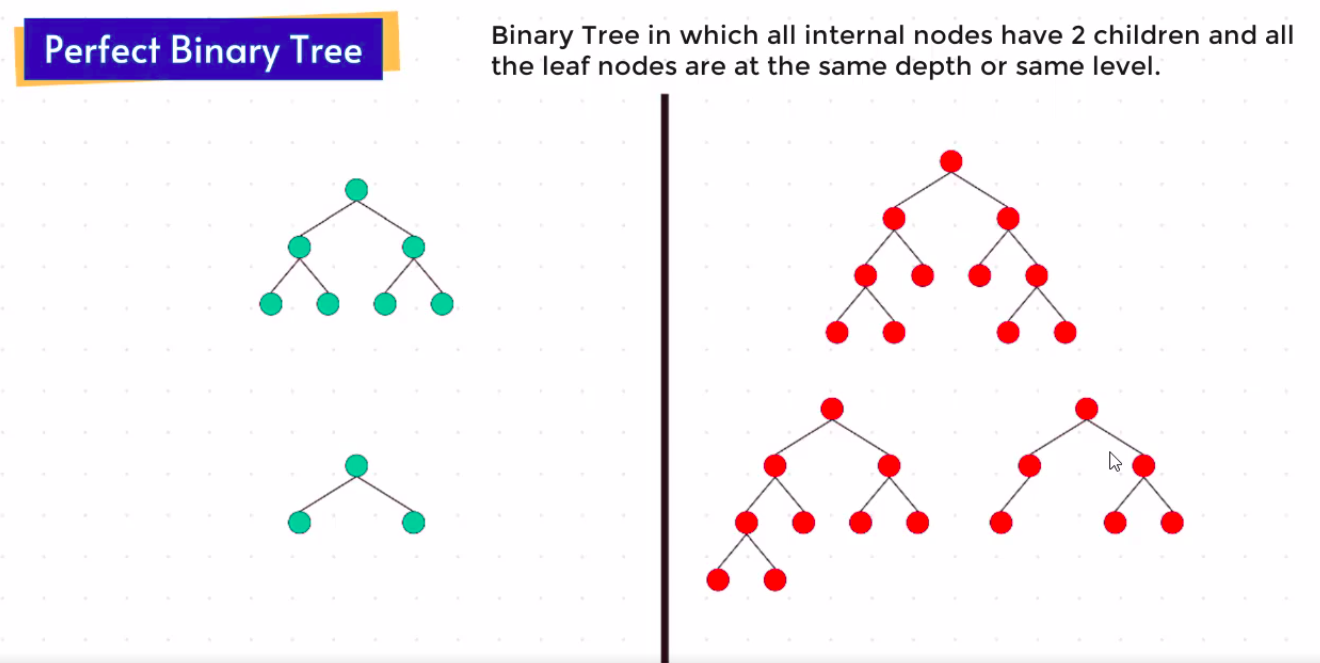 Perfect Binary Tree
Binary Tree in which all internal nodes have 2 children and all
the leaf nodes are at the same depth or same level.